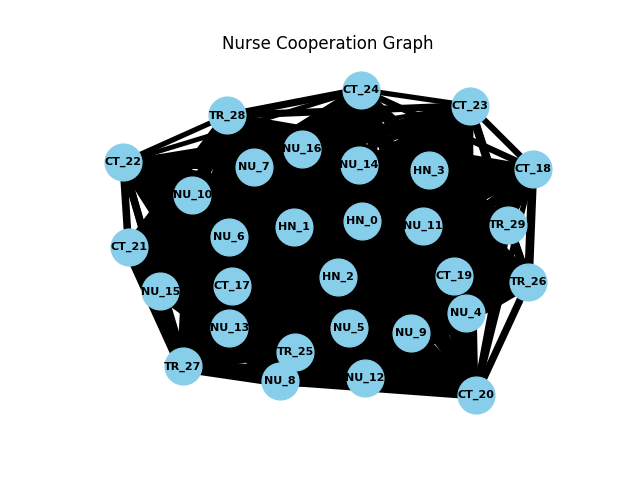 Nurse Cooperation Graph
CT_24
CT_23
TR_28
NU_16
CT_22
NU_7
NU_14
HN_3
CT_18
NU_10
HN_1
HN_0
NU_11
TR_29
NU_6
CT_21
HN_2
CT_19
TR_26
NU_15
CT_17
NU_4
NU_13
NU_5
NU_9
TR_25
TR_27
NU_8
NU_12
CT_20